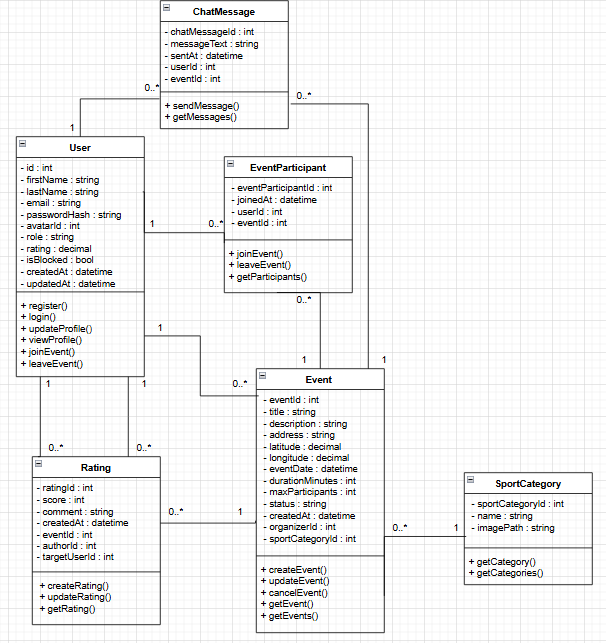 ChatMessage
- chatMessageId : int
- messageText : string
- sentAt : datetime
- userId : int
- eventId : int
+ sendMessage()
+ getMessages()
0..*
0..*
1
User
- id : int
- firstName : string
- lastName : string
- email : string
- passwordHash : string
- avatarId : int
- role : string
- rating : decimal
- isBlocked : bool
- createdAt : datetime
- updatedAt : datetime
+ register()
+ login()
+ updateProfile()
+ viewProfile()
+ joinEvent()
+ leaveEvent()
1
0..*
EventParticipant
- eventParticipantId : int
- joinedAt : datetime
- userId : int
- eventId : int
+ joinEvent()
+ leaveEvent()
+ getParticipants()
0..*
1
1
1
0..*
1
1
0..*
0..*
Event
- eventId : int
- title : string
- description : string
- address : string
- latitude : decimal
- longitude : decimal
- eventDate : datetime
- durationMinutes : int
- maxParticipants : int
- status : string
- createdAt : datetime
- organizerId : int
- sportCategoryId : int
+ createEvent()
+ updateEvent()
+ cancelEvent()
+ getEvent()
+ getEvents()
Rating
- ratingId : int
- score : int
- comment : string
- createdAt : datetime
- eventId : int
- authorId : int
- targetUserId : int
+ createRating()
+ updateRating()
+ getRating()
0..*
1
0..*
1
SportCategory
- sportCategoryId : int
- name : string
- imagePath : string
+ getCategory()
+ getCategories()